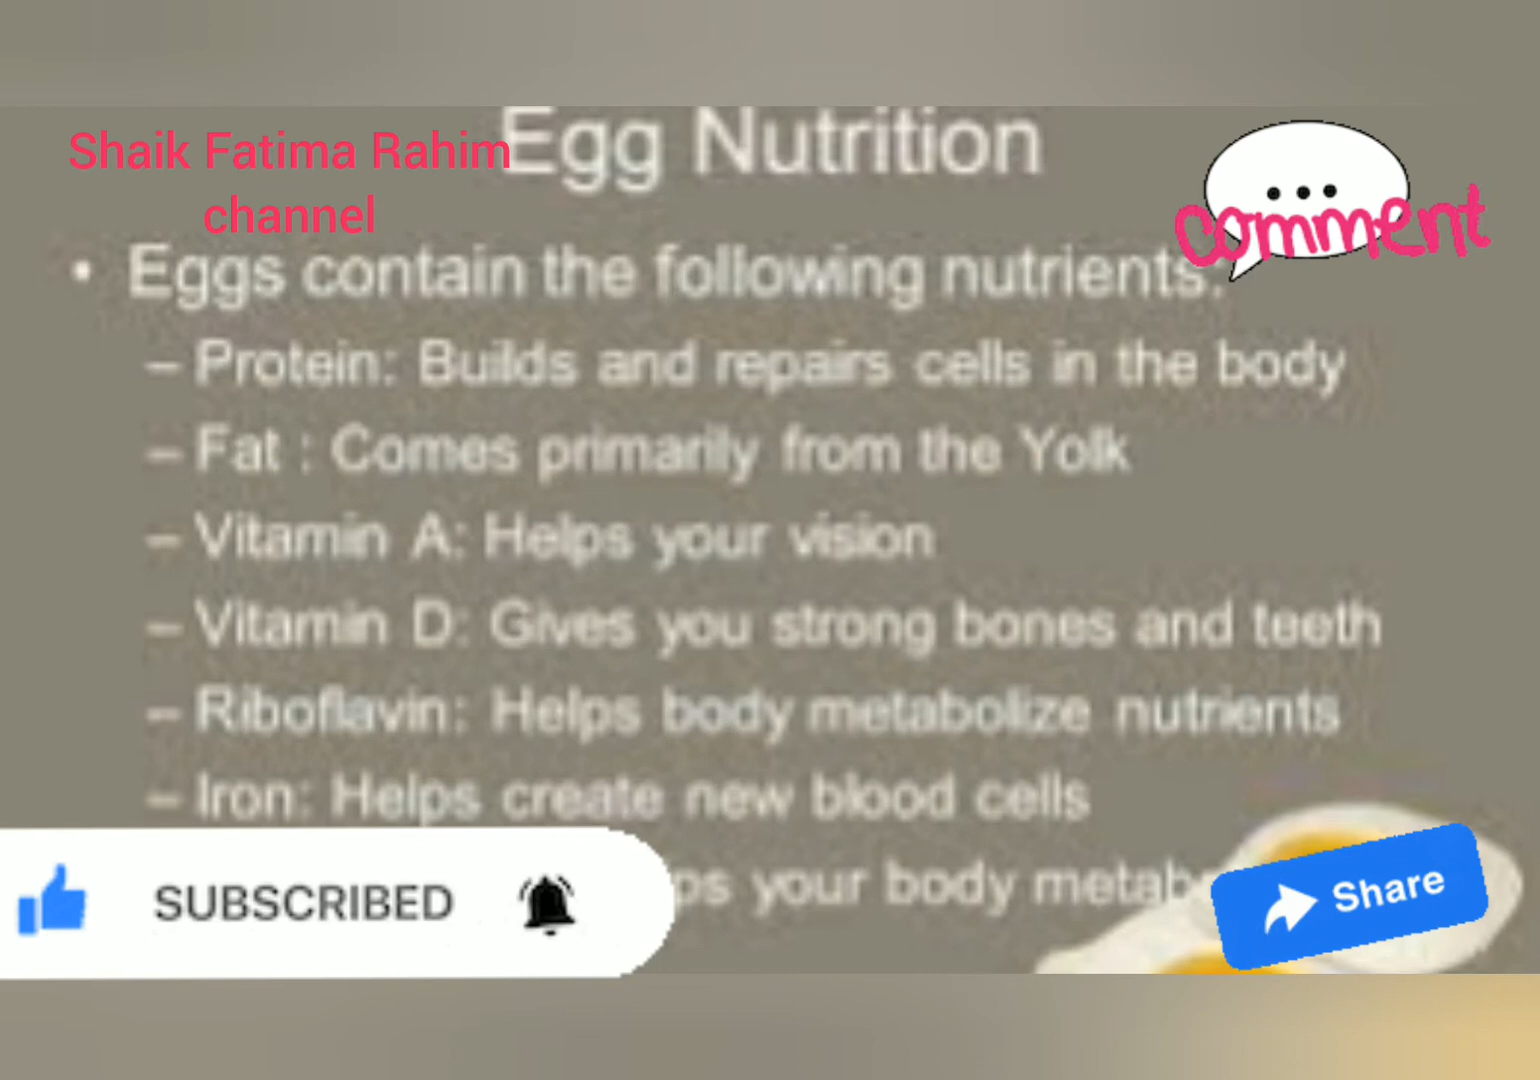 Shaik Fatima Rahim
channel
Egg Nutrition
comment
• Eggs contain the following nutrients:
– Protein: Builds and repairs cells in the body
– Fat : Comes primarily from the Yolk
– Vitamin A: Helps your vision
– Vitamin D: Gives you strong bones and teeth
– Riboflavin: Helps body metabolize nutrients
– Iron: Helps create new blood cells
your body
SUBSCRIBED
Share